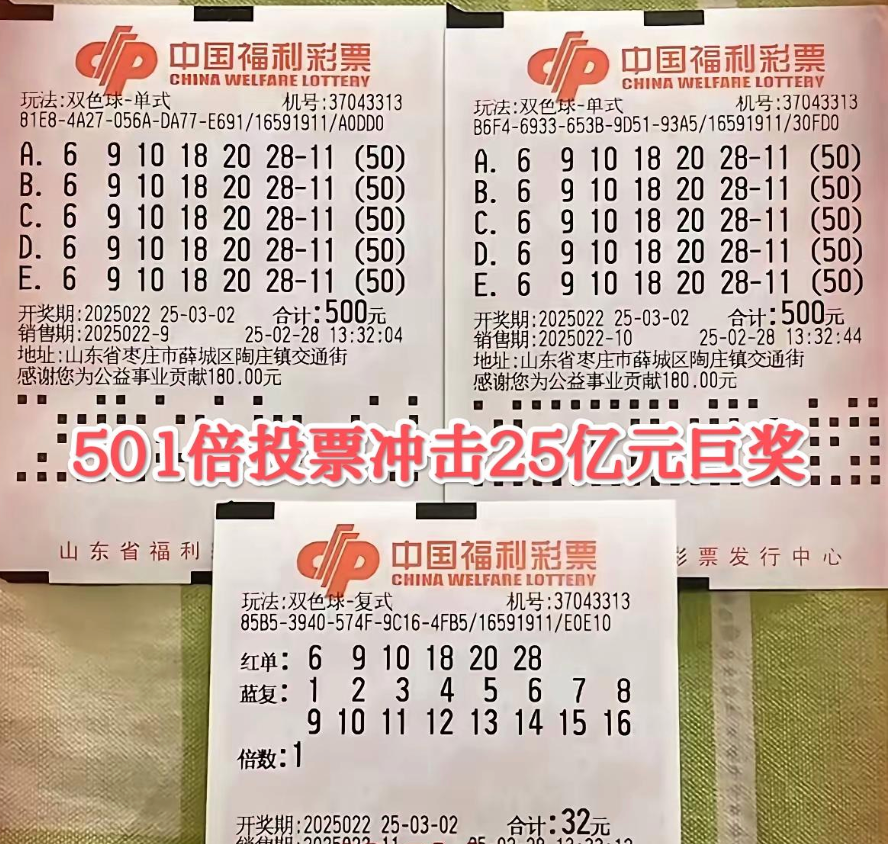 中国福利彩票
CHINA WELFARE LOTTERY
玩法:双色球-单式 机号:37043313
81E8-4A27-056A-DA77-E691/16591911/A0DD0
A. 6 9 10 18 20 28-11 (50)
B. 6 9 10 18 20 28-11 (50)
C. 6 9 10 18 20 28-11 (50)
D. 6 9 10 18 20 28-11 (50)
E. 6 9 10 18 20 28-11 (50)
开奖期:2025022 25-03-02 合计:500元
销售期:2025022-9 25-02-28 13:32:04
地址:山东省枣庄市薛城区陶庄镇交通街
感谢您为公益事业贡献180.00元
山东省福利
中国福利彩票
CHINA WELFARE LOTTERY
玩法:双色球-单式 机号:37043313
B6F4-6933-653B-9D51-93A5/16591911/30FD0
A. 6 9 10 18 20 28-11 (50)
B. 6 9 10 18 20 28-11 (50)
C. 6 9 10 18 20 28-11 (50)
D. 6 9 10 18 20 28-11 (50)
E. 6 9 10 18 20 28-11 (50)
开奖期:2025022 25-03-02 合计:500元
销售期:2025022-10 25-02-28 13:32:44
地址:山东省枣庄市薛城区陶庄镇交通街
感谢您为公益事业贡献180.00元
票发行中心
501倍投票冲击25亿元巨奖
中国福利彩票
CHINA WELFARE LOTTERY
玩法:双色球-复式 机号:37043313
85B5-3940-574F-9C16-4FB5/16591911/E0E10
红单: 6 9 10 18 20 28
蓝复: 1 2 3 4 5 6 7 8
9 10 11 12 13 14 15 16
倍数:1
开奖期:2025022 25-03-02 合计:32元